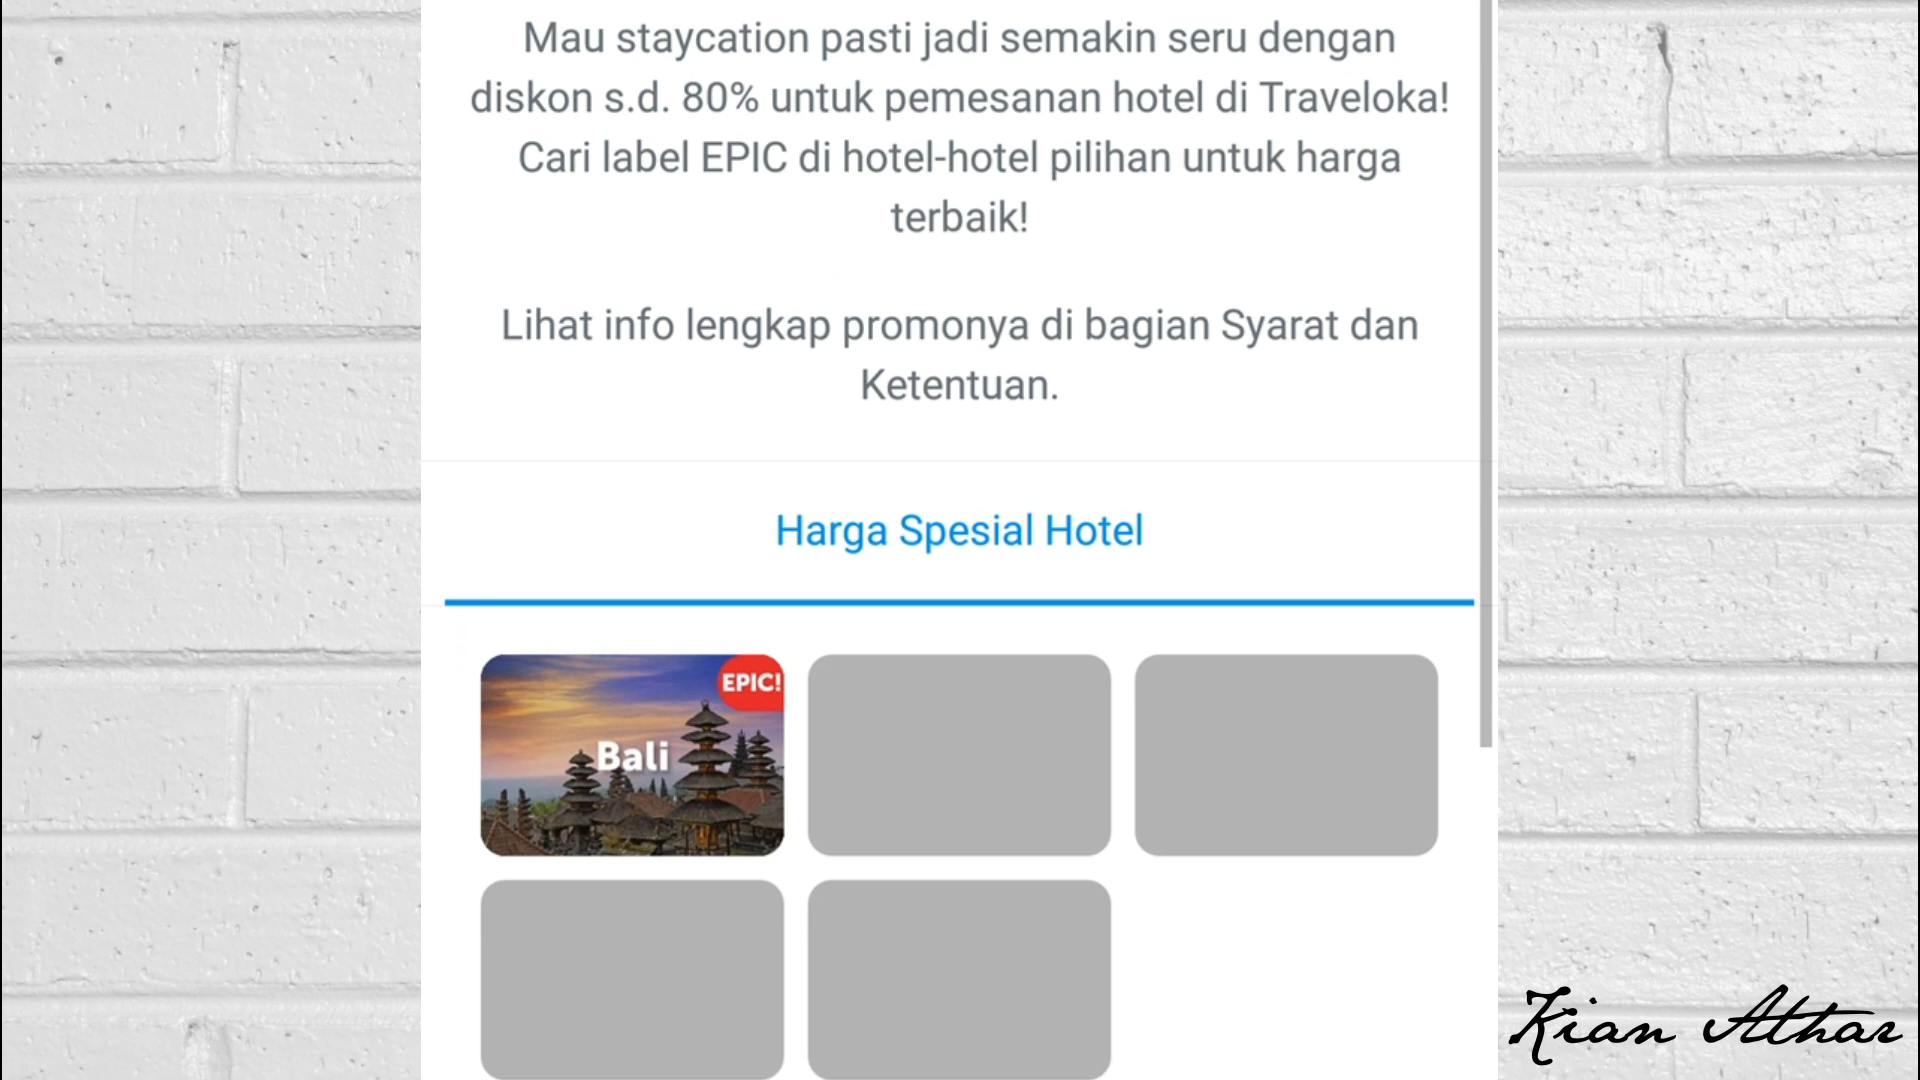 Mau staycation pasti jadi semakin seru dengan
diskon s.d. 80% untuk pemesanan hotel di Traveloka!
Cari label EPIC di hotel-hotel pilihan untuk harga
terbaik!
Lihat info lengkap promonya di bagian Syarat dan
Ketentuan.
Harga Spesial Hotel
EPIC!
Bali
Kian Athar